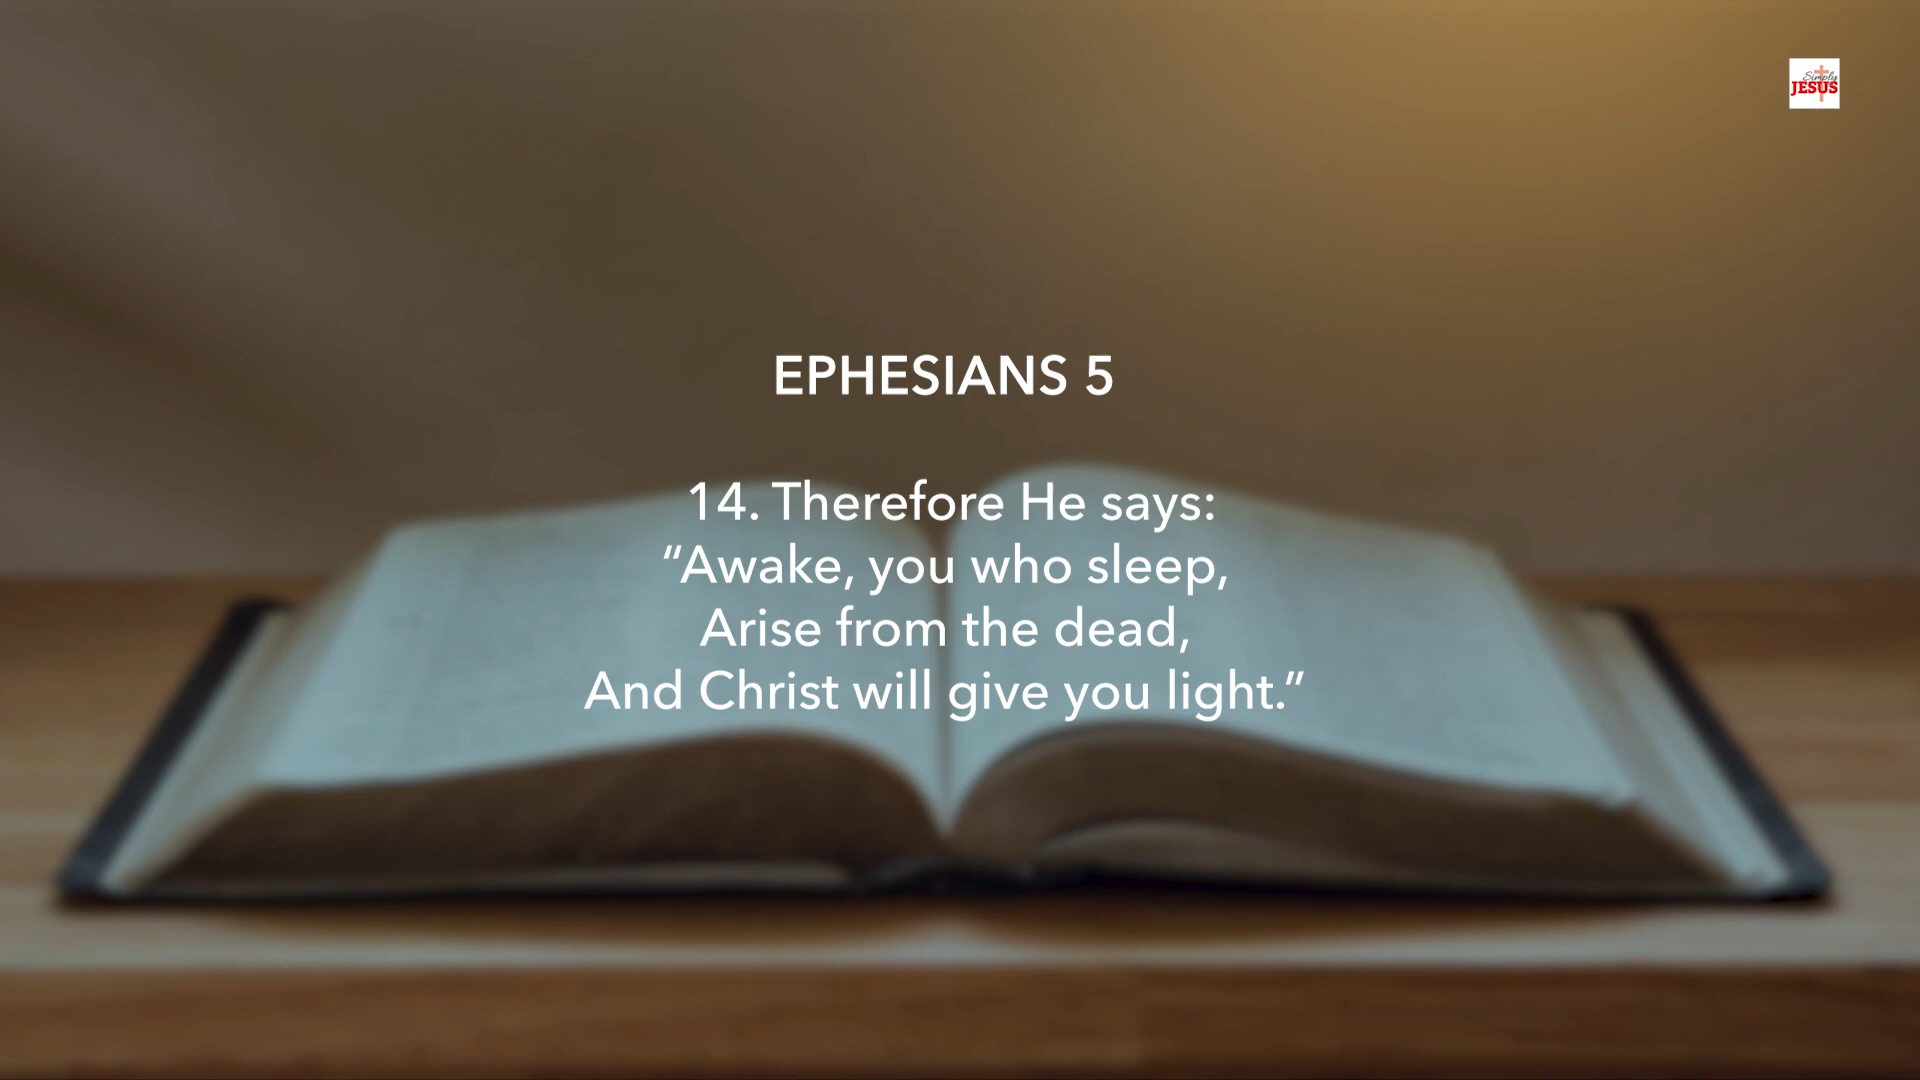 Simply
JESUS
EPHESIANS 5
14. Therefore He says:
“Awake, you who sleep,
Arise from the dead,
And Christ will give you light.”